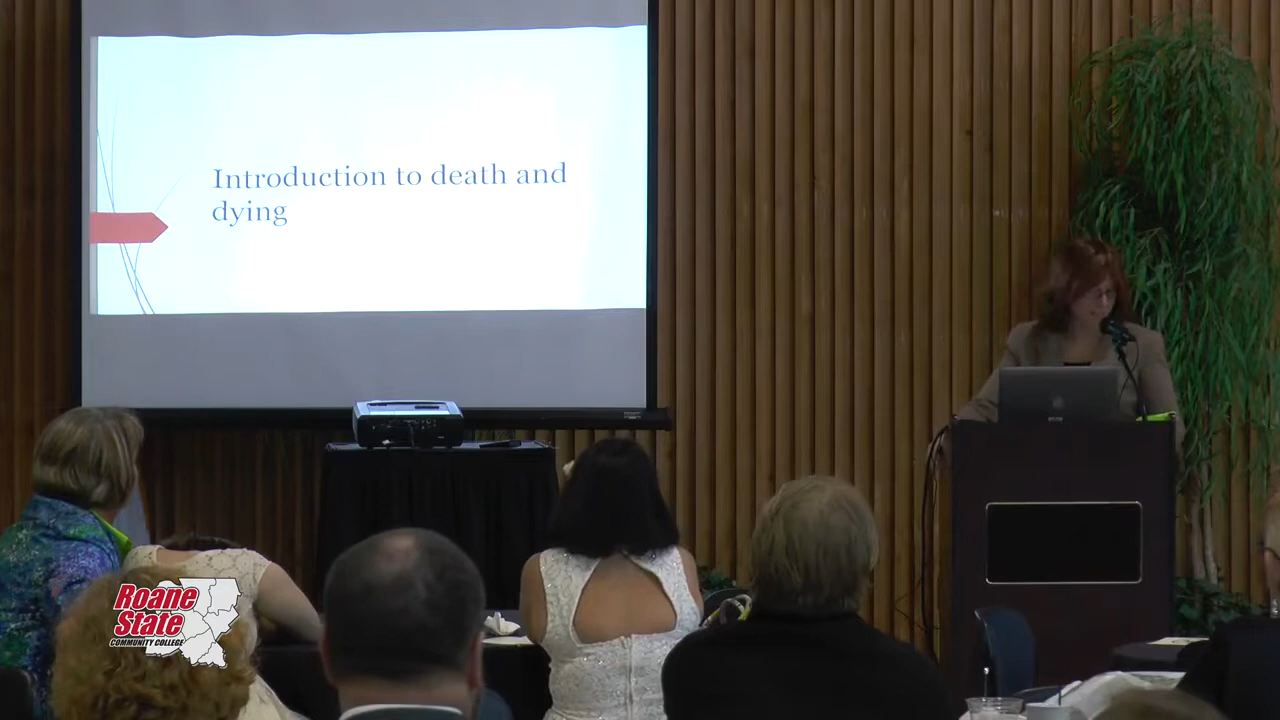 Introduction to death and
dying
Roane
State
COMMUNITY COLLEGE